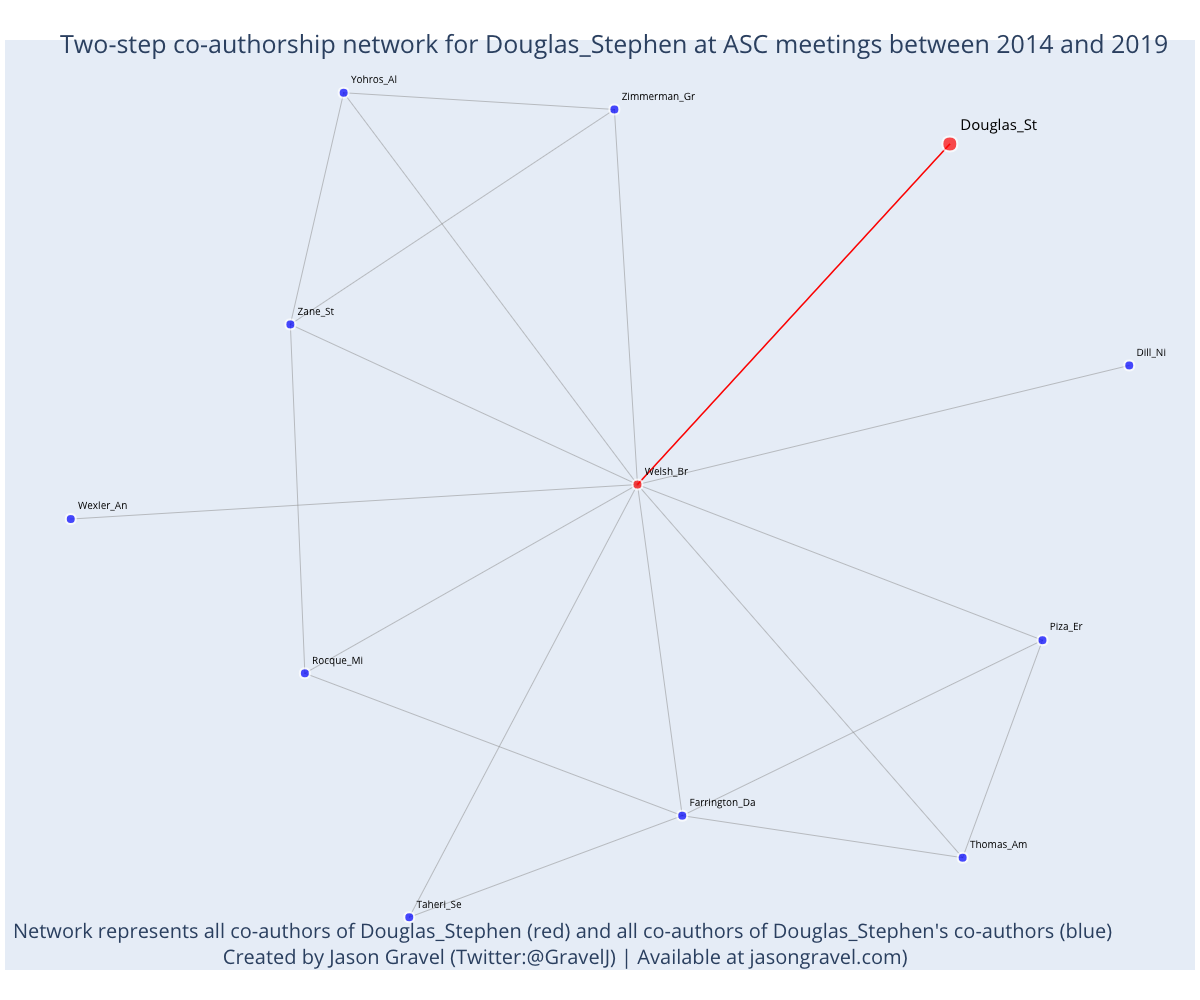 Two-step co-authorship network for Douglas_Stephen at ASC meetings between 2014 and 2019
Yohros_Al
Zimmerman_Gr
Douglas_St
Zane_St
Dill_Ni
Welsh_Br
Wexler_An
Piza_Er
Rocque_Mi
Farrington_Da
Thomas_Am
Taheri_Se
Network represents all co-authors of Douglas_Stephen (red) and all co-authors of Douglas_Stephen's co-authors (blue)
Created by Jason Gravel (Twitter:@GravelJ) | Available at jasongravel.com)